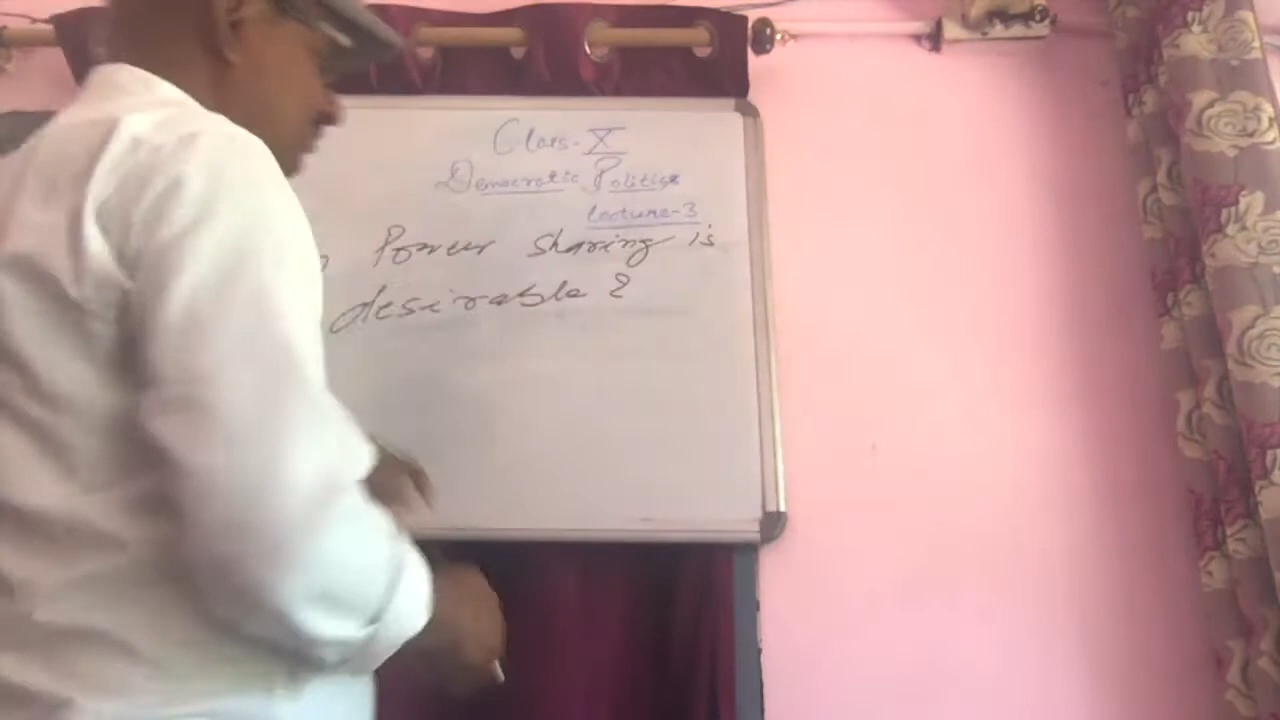 Class-X
Democratic Politics
Lecture-3
Power sharing is
desirable?